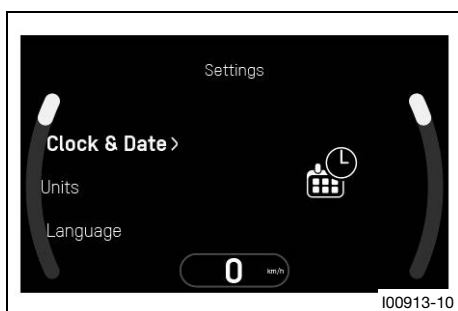 Settings
Clock & Date >
Units
Language
0 km/h
I00913-10